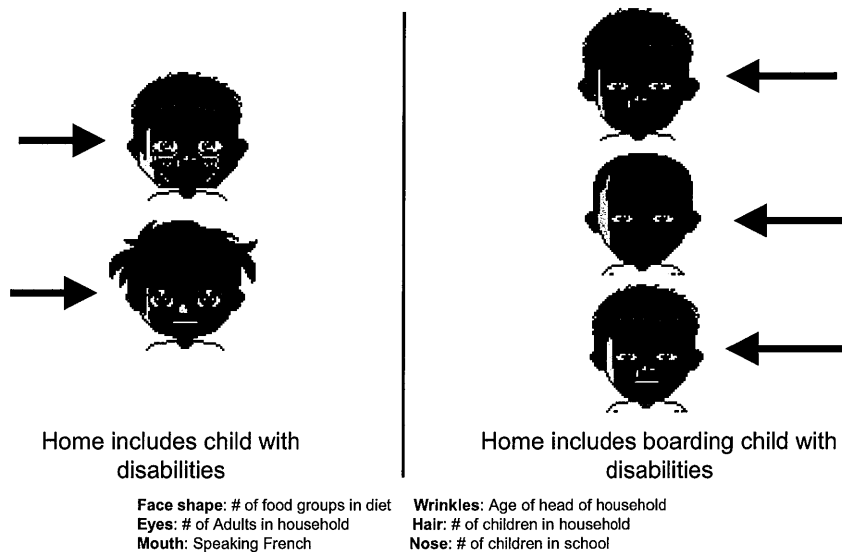 Home includes child with
disabilities
Home includes boarding child with
disabilities
Face shape: # of food groups in diet
Wrinkles: Age of head of household
Eyes: # of Adults in household
Hair: # of children in household
Mouth: Speaking French
Nose: # of children in school